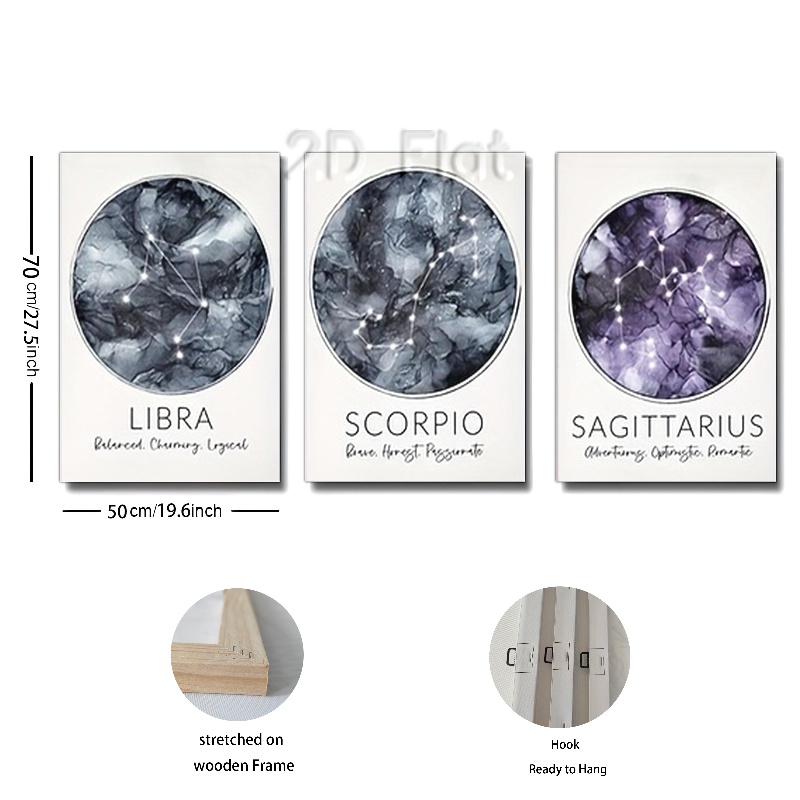 2D Flat
LIBRA
Balanced. Charming. Logical
SCORPIO
Brave. Honest. Passionate
SAGITTARIUS
Adventurous. Optimistic. Romantic
70 cm/27.5inch
50cm/19.6inch
stretched on
wooden Frame
Hook
Ready to Hang